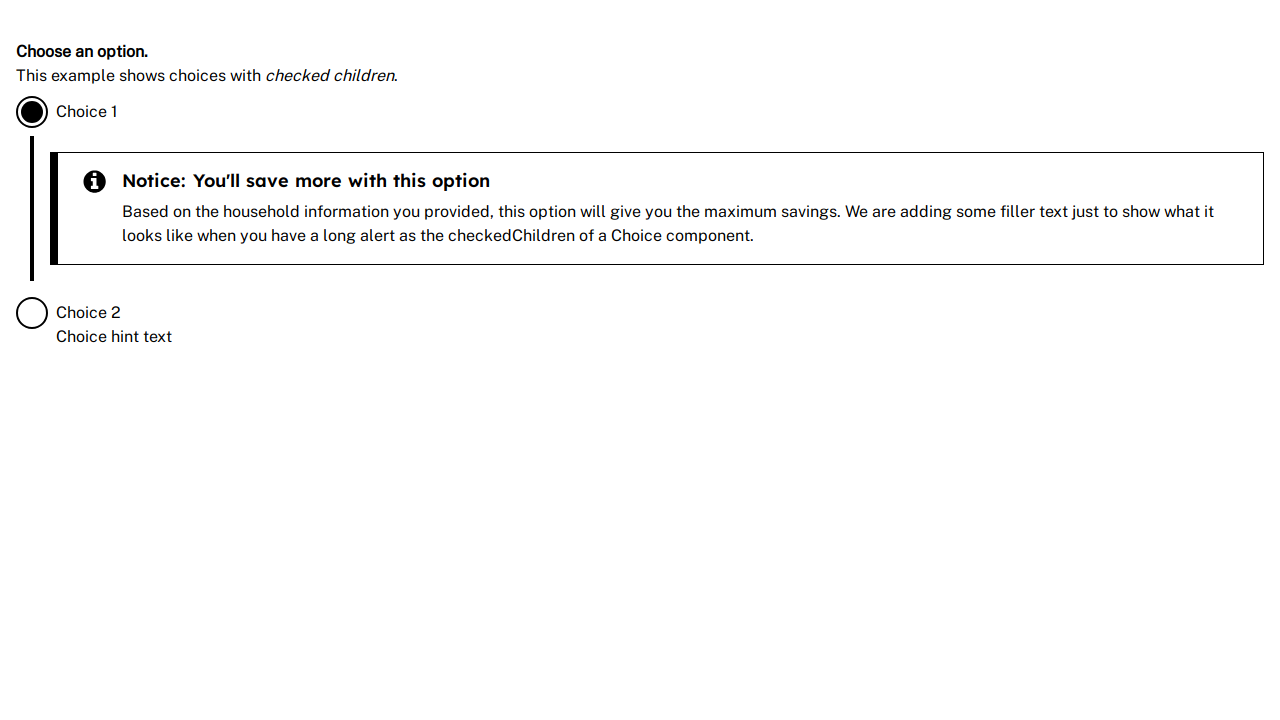 Choose an option.
This example shows choices with checked children.
Choice 1
Notice: You'll save more with this option
Based on the household information you provided, this option will give you the maximum savings. We are adding some filler text just to show what it
looks like when you have a long alert as the checkedChildren of a Choice component.
Choice 2
Choice hint text